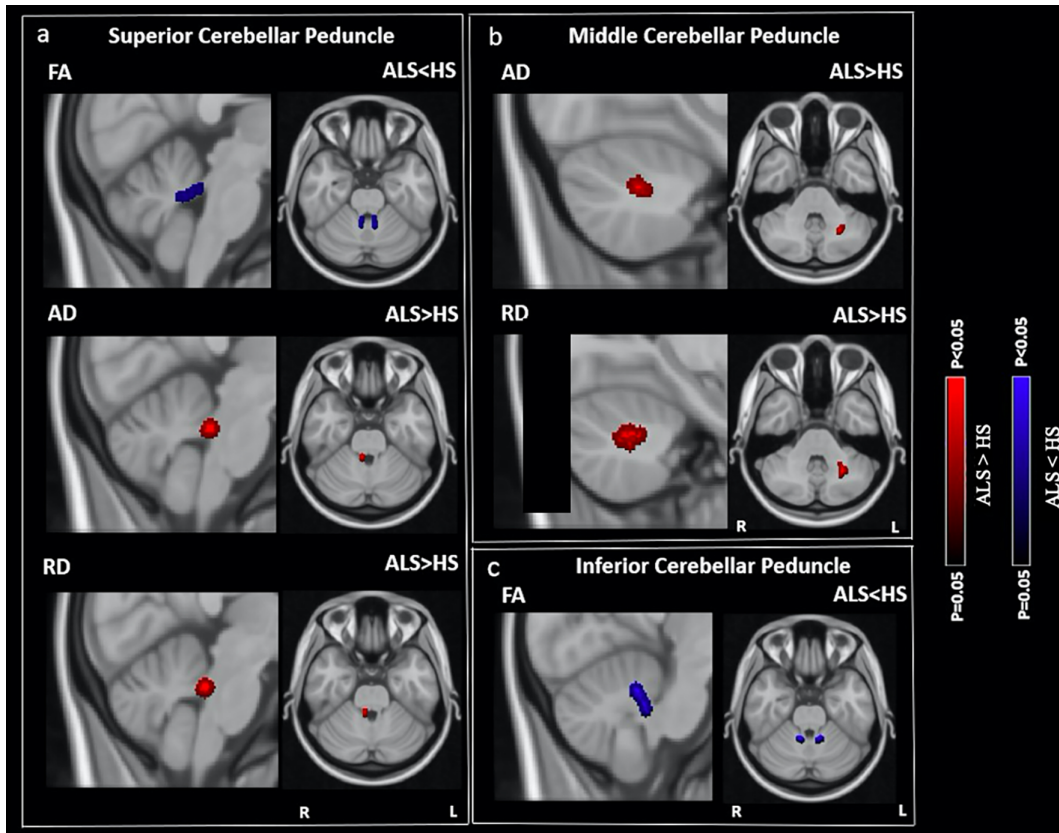 a
Superior Cerebellar Peduncle
FA
ALS<HS
AD
ALS>HS
RD
ALS>HS
R
L
b
Middle Cerebellar Peduncle
AD
ALS>HS
RD
ALS>HS
R
L
c
Inferior Cerebellar Peduncle
FA
ALS<HS
R
L
P<0.05
ALS > HS
P=0.05
P<0.05
ALS < HS
P=0.05